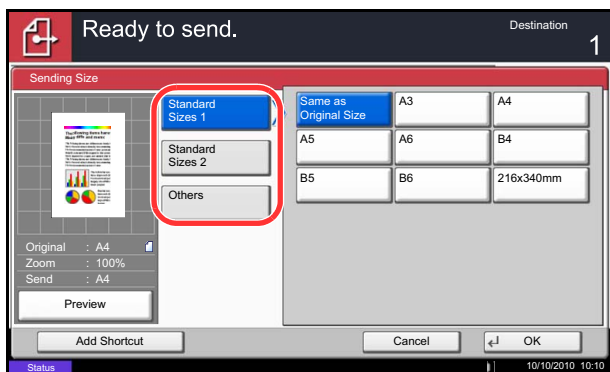 Ready to send.
Destination
1
Sending Size
Standard
Sizes 1
Standard
Sizes 2
Others
Same as
Original Size
A3
A4
A5
A6
B4
B5
B6
216x340mm
Original : A4
Zoom : 100%
Send : A4
Preview
Add Shortcut
Cancel
OK
Status
10/10/2010 10:10